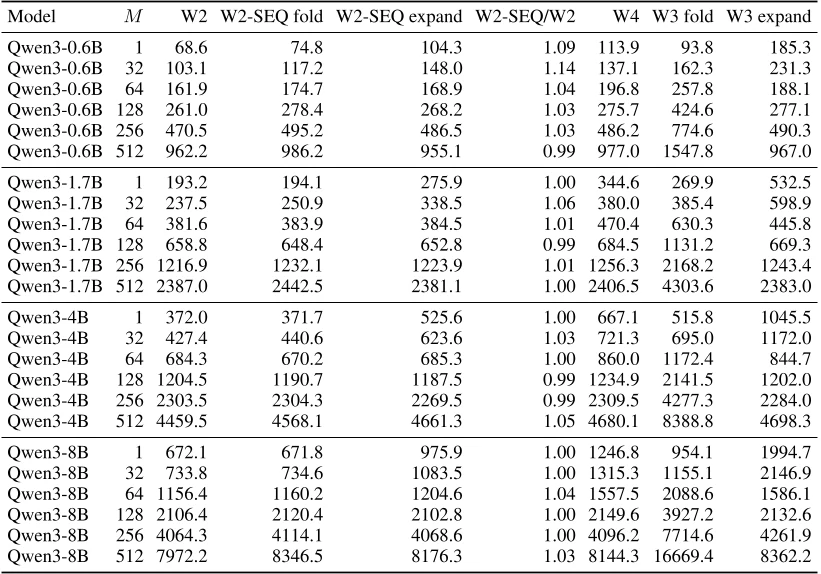 Model M W2 W2-SEQ fold W2-SEQ expand W2-SEQ/W2 W4 W3 fold W3 expand
Qwen3-0.6B 1 68.6 74.8 104.3 1.09 113.9 93.8 185.3
Qwen3-0.6B 32 103.1 117.2 148.0 1.14 137.1 162.3 231.3
Qwen3-0.6B 64 161.9 174.7 168.9 1.04 196.8 257.8 188.1
Qwen3-0.6B 128 261.0 278.4 268.2 1.03 275.7 424.6 277.1
Qwen3-0.6B 256 470.5 495.2 486.5 1.03 486.2 774.6 490.3
Qwen3-0.6B 512 962.2 986.2 955.1 0.99 977.0 1547.8 967.0
Qwen3-1.7B 1 193.2 194.1 275.9 1.00 344.6 269.9 532.5
Qwen3-1.7B 32 237.5 250.9 338.5 1.06 380.0 385.4 598.9
Qwen3-1.7B 64 381.6 383.9 384.5 1.01 470.4 630.3 445.8
Qwen3-1.7B 128 658.8 648.4 652.8 0.99 684.5 1131.2 669.3
Qwen3-1.7B 256 1216.9 1232.1 1223.9 1.01 1256.3 2168.2 1243.4
Qwen3-1.7B 512 2387.0 2442.5 2381.1 1.00 2406.5 4303.6 2383.0
Qwen3-4B 1 372.0 371.7 525.6 1.00 667.1 515.8 1045.5
Qwen3-4B 32 427.4 440.6 623.6 1.03 721.3 695.0 1172.0
Qwen3-4B 64 684.3 670.2 685.3 1.00 860.0 1172.4 844.7
Qwen3-4B 128 1204.5 1190.7 1187.5 0.99 1234.9 2141.5 1202.0
Qwen3-4B 256 2303.5 2304.3 2269.5 0.99 2309.5 4277.3 2284.0
Qwen3-4B 512 4459.5 4568.1 4661.3 1.05 4680.1 8388.8 4698.3
Qwen3-8B 1 672.1 671.8 975.9 1.00 1246.8 954.1 1994.7
Qwen3-8B 32 733.8 734.6 1083.5 1.00 1315.3 1155.1 2146.9
Qwen3-8B 64 1156.4 1160.2 1204.6 1.04 1557.5 2088.6 1586.1
Qwen3-8B 128 2106.4 2120.4 2102.8 1.00 2149.6 3927.2 2132.6
Qwen3-8B 256 4064.3 4114.1 4068.6 1.00 4096.2 7714.6 4261.9
Qwen3-8B 512 7972.2 8346.5 8176.3 1.03 8144.3 16669.4 8362.2